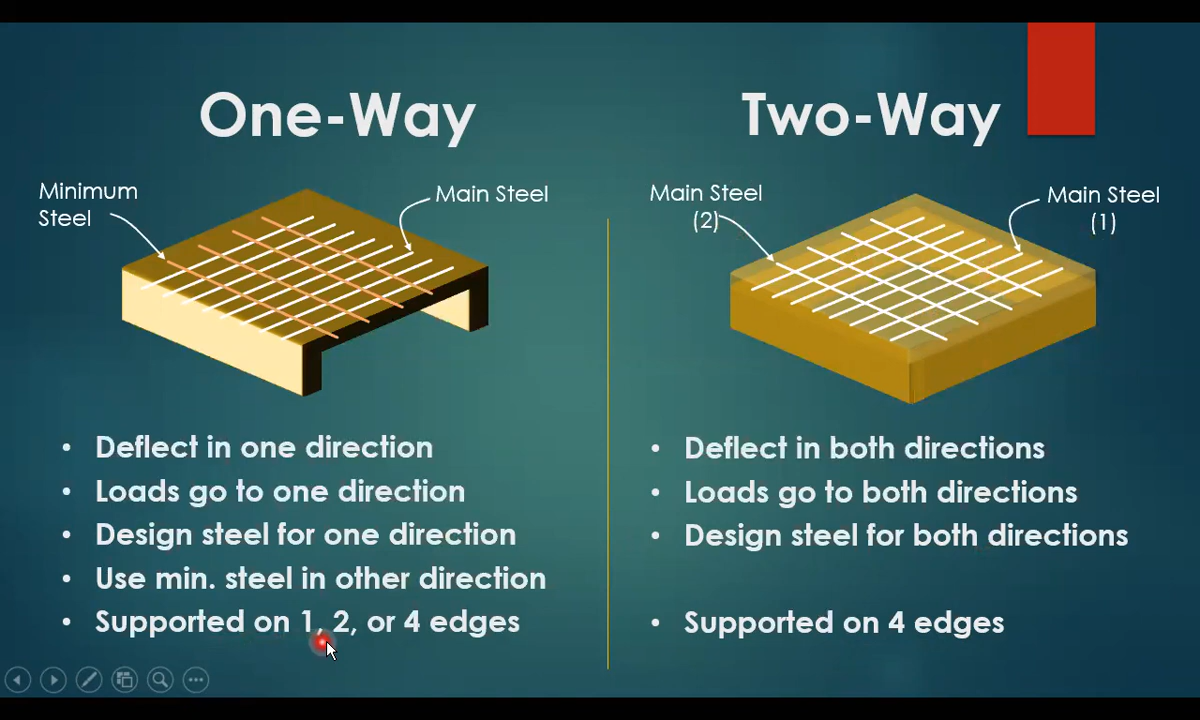 One-Way
Minimum
Steel
Main Steel
• Deflect in one direction
• Loads go to one direction
• Design steel for one direction
• Use min. steel in other direction
• Supported on 1, 2, or 4 edges
Two-Way
Main Steel
(2)
Main Steel
(1)
• Deflect in both directions
• Loads go to both directions
• Design steel for both directions
• Supported on 4 edges